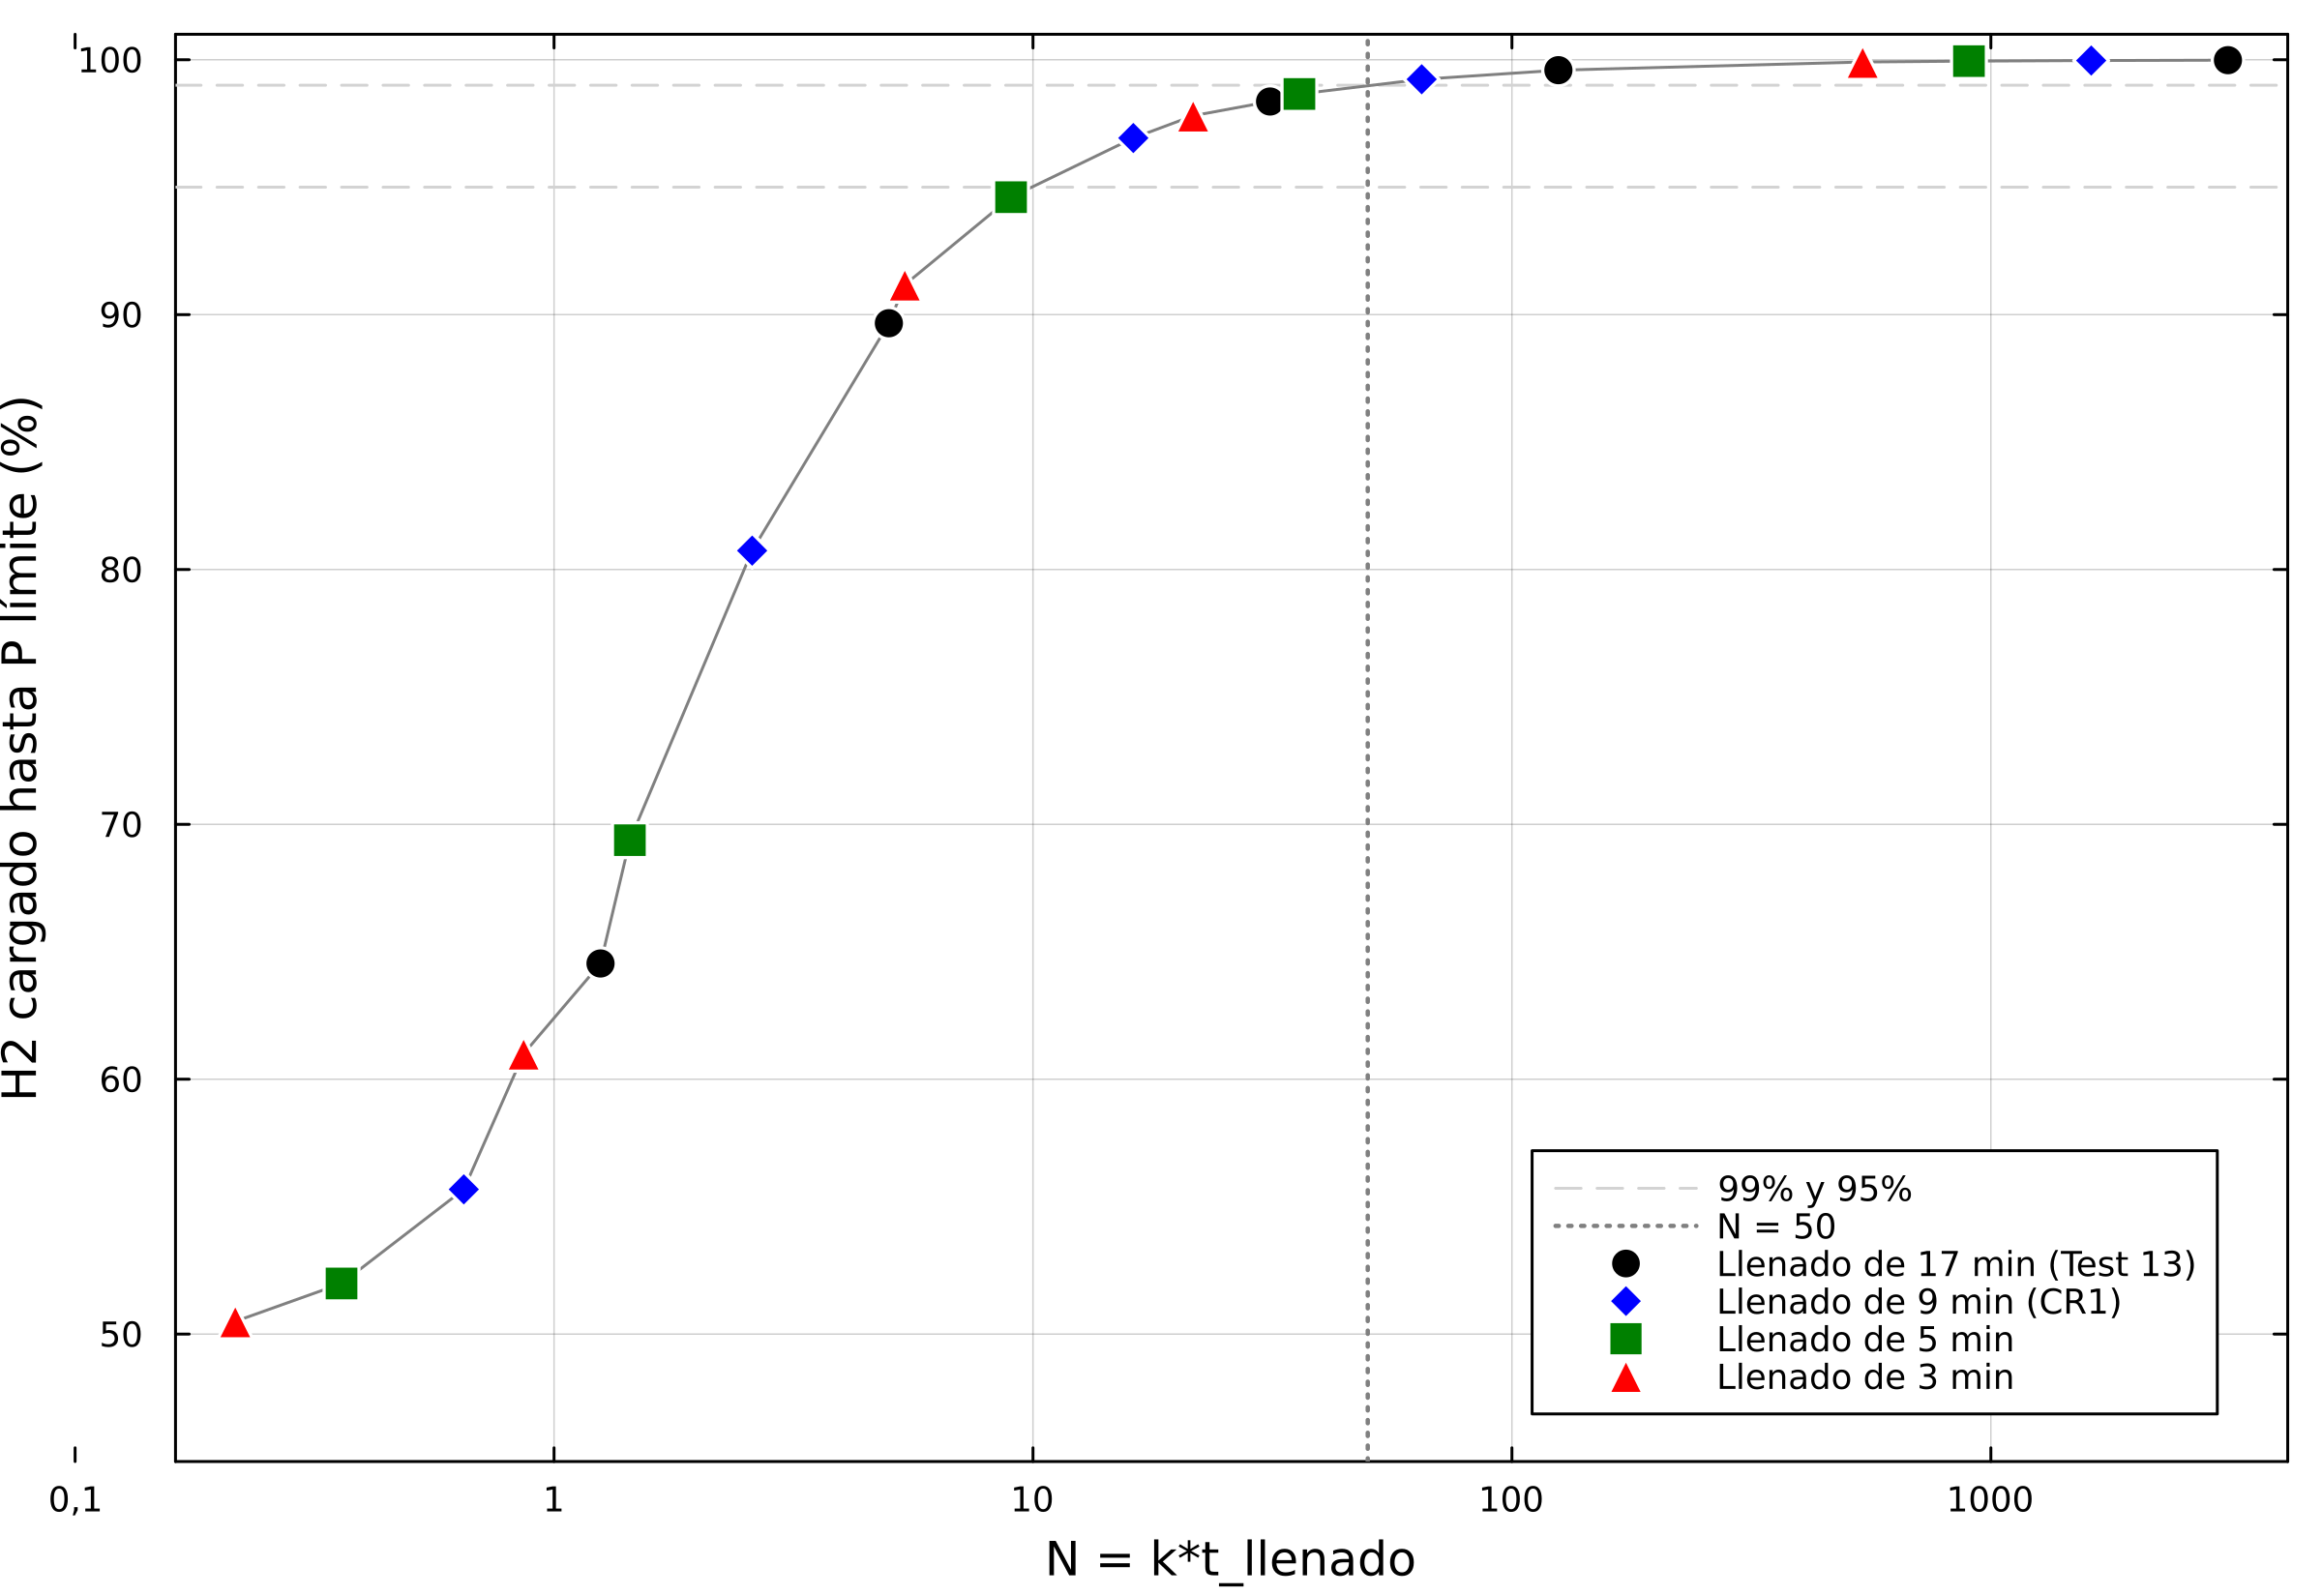 H2 cargado hasta P límite (%)
100
90
80
70
60
50
0,1
1
10
100
1000
N = k*t_llenado
99% y 95%
N = 50
Llenado de 17 min (Test 13)
Llenado de 9 min (CR1)
Llenado de 5 min
Llenado de 3 min